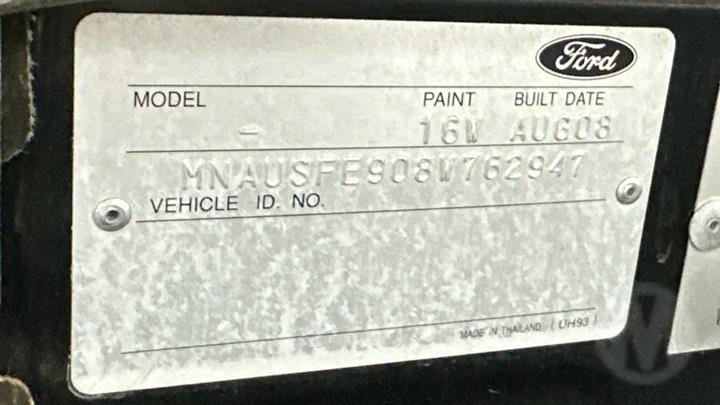 Ford
MODEL PAINT BUILT DATE
- 16W AUG08
MNAUSFE908W762947
VEHICLE ID. NO.
MADE IN THAILAND. ( UH93 )